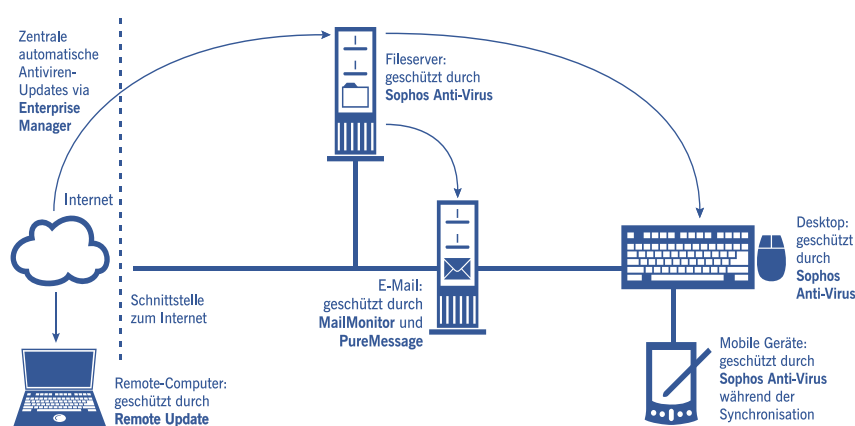 Zentrale
automatische
Antiviren-
Updates via
Enterprise
Manager
Fileserver:
geschützt durch
Sophos Anti-Virus
Internet
Desktop:
geschützt
durch
Sophos
Anti-Virus
E-Mail:
geschützt durch
MailMonitor und
PureMessage
Schnittstelle
zum Internet
Mobile Geräte:
geschützt durch
Sophos Anti-Virus
während der
Synchronisation
Remote-Computer:
geschützt durch
Remote Update